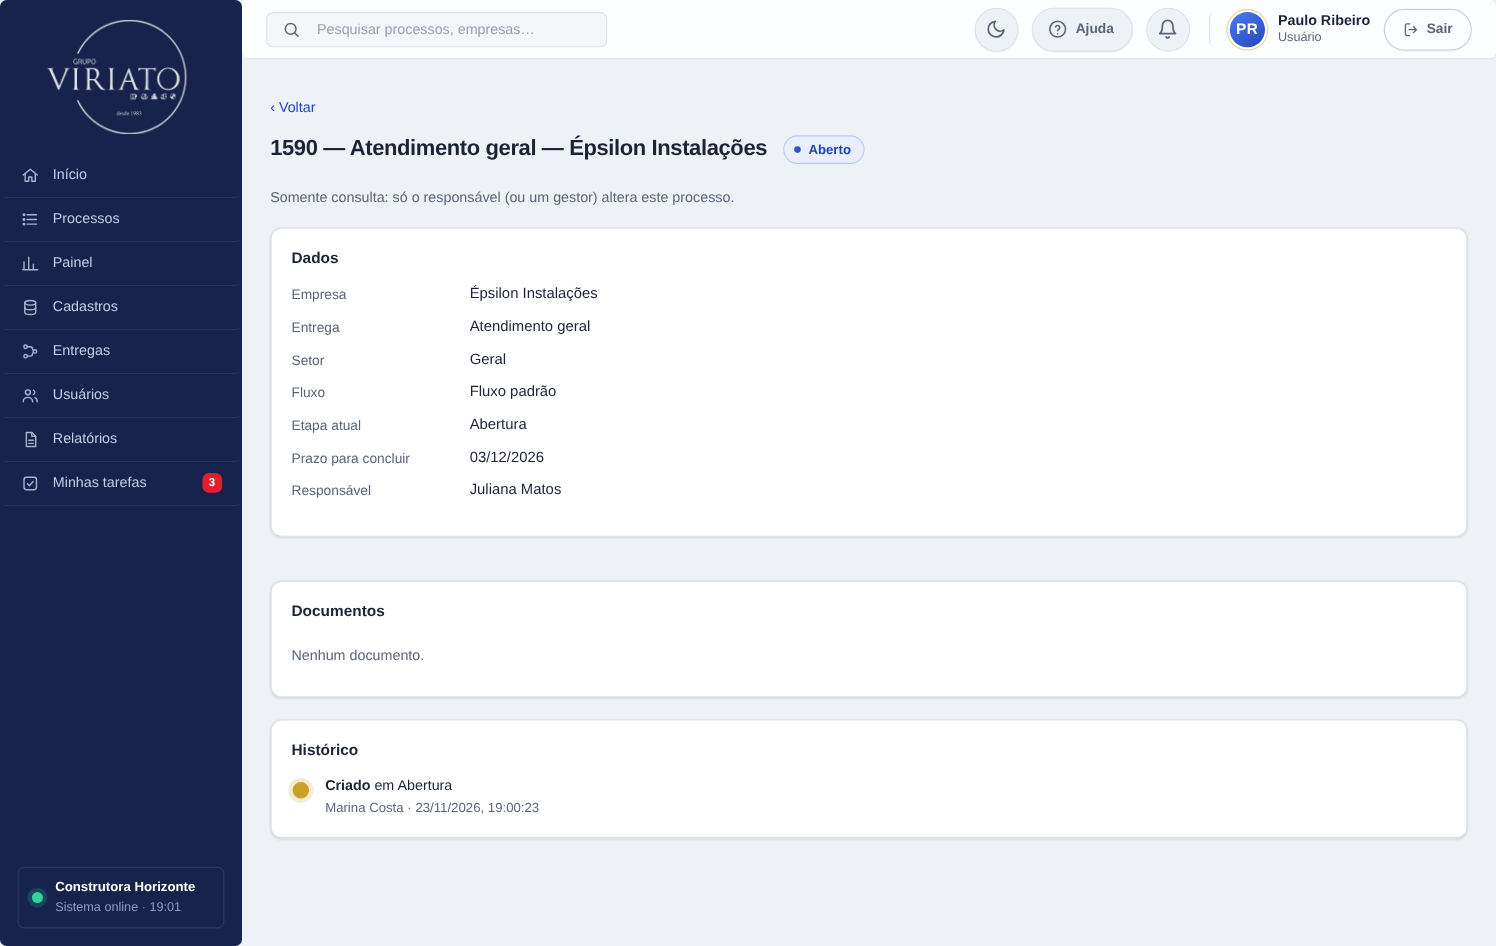 GRUPO
VIRIATO
desde 1983
Início
Processos
Painel
Cadastros
Entregas
Usuários
Relatórios
Minhas tarefas 3
Construtora Horizonte
Sistema online · 19:01
Pesquisar processos, empresas…
Ajuda
PR
Paulo Ribeiro
Usuário
Sair
‹ Voltar
1590 — Atendimento geral — Épsilon Instalações Aberto
Somente consulta: só o responsável (ou um gestor) altera este processo.
Dados
Empresa Épsilon Instalações
Entrega Atendimento geral
Setor Geral
Fluxo Fluxo padrão
Etapa atual Abertura
Prazo para concluir 03/12/2026
Responsável Juliana Matos
Documentos
Nenhum documento.
Histórico
Criado em Abertura
Marina Costa · 23/11/2026, 19:00:23